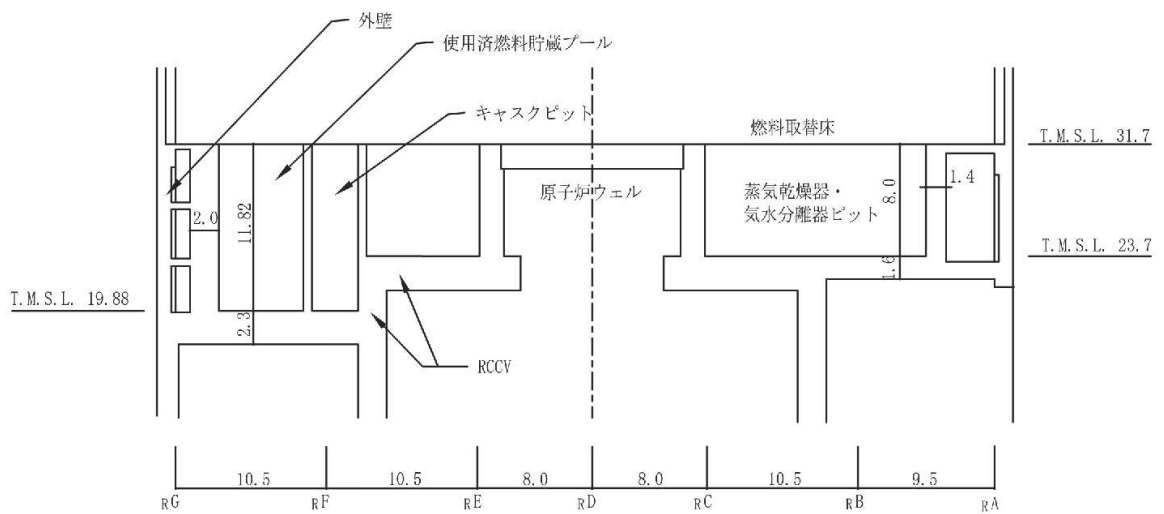 外壁
使用済燃料貯蔵プール
キャスクピット
燃料取替床
T.M.S.L. 31.7
原子炉ウェル
蒸気乾燥器・
気水分離器ピット
8.0
1.4
2.0
11.82
T.M.S.L. 23.7
1.6
T.M.S.L. 19.88
2.3
RCCV
10.5
10.5
8.0
8.0
10.5
9.5
RG
RF
RE
RD
RC
RB
RA